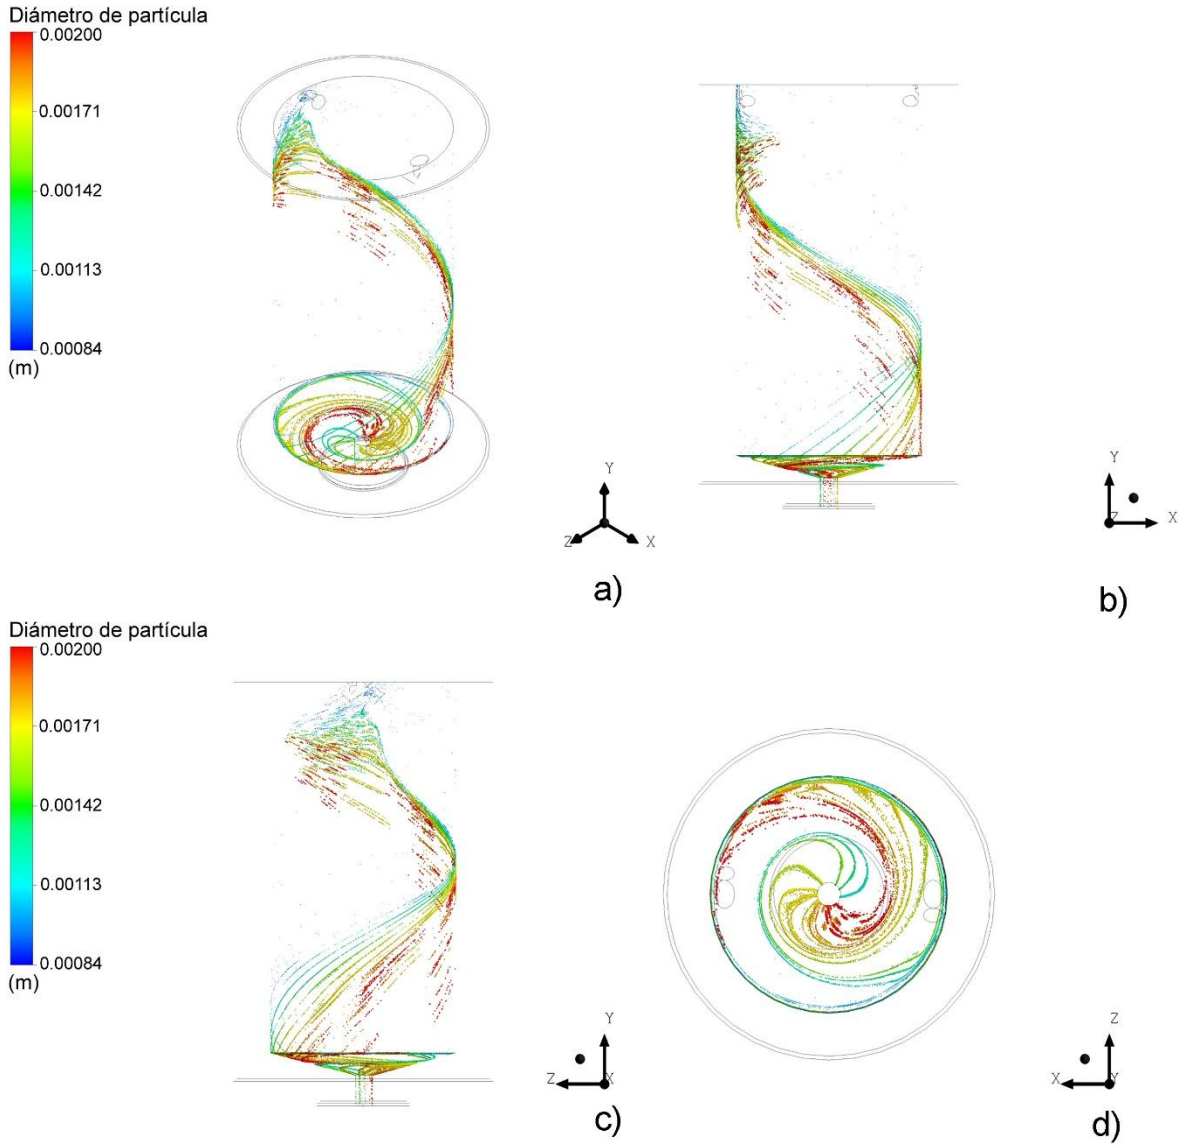 Diámetro de partícula
0.00200
0.00171
0.00142
0.00113
0.00084
(m)
Y
Z
X
a)
Y
Z
X
b)
Diámetro de partícula
0.00200
0.00171
0.00142
0.00113
0.00084
(m)
Y
Z
X
c)
Z
X
Y
d)